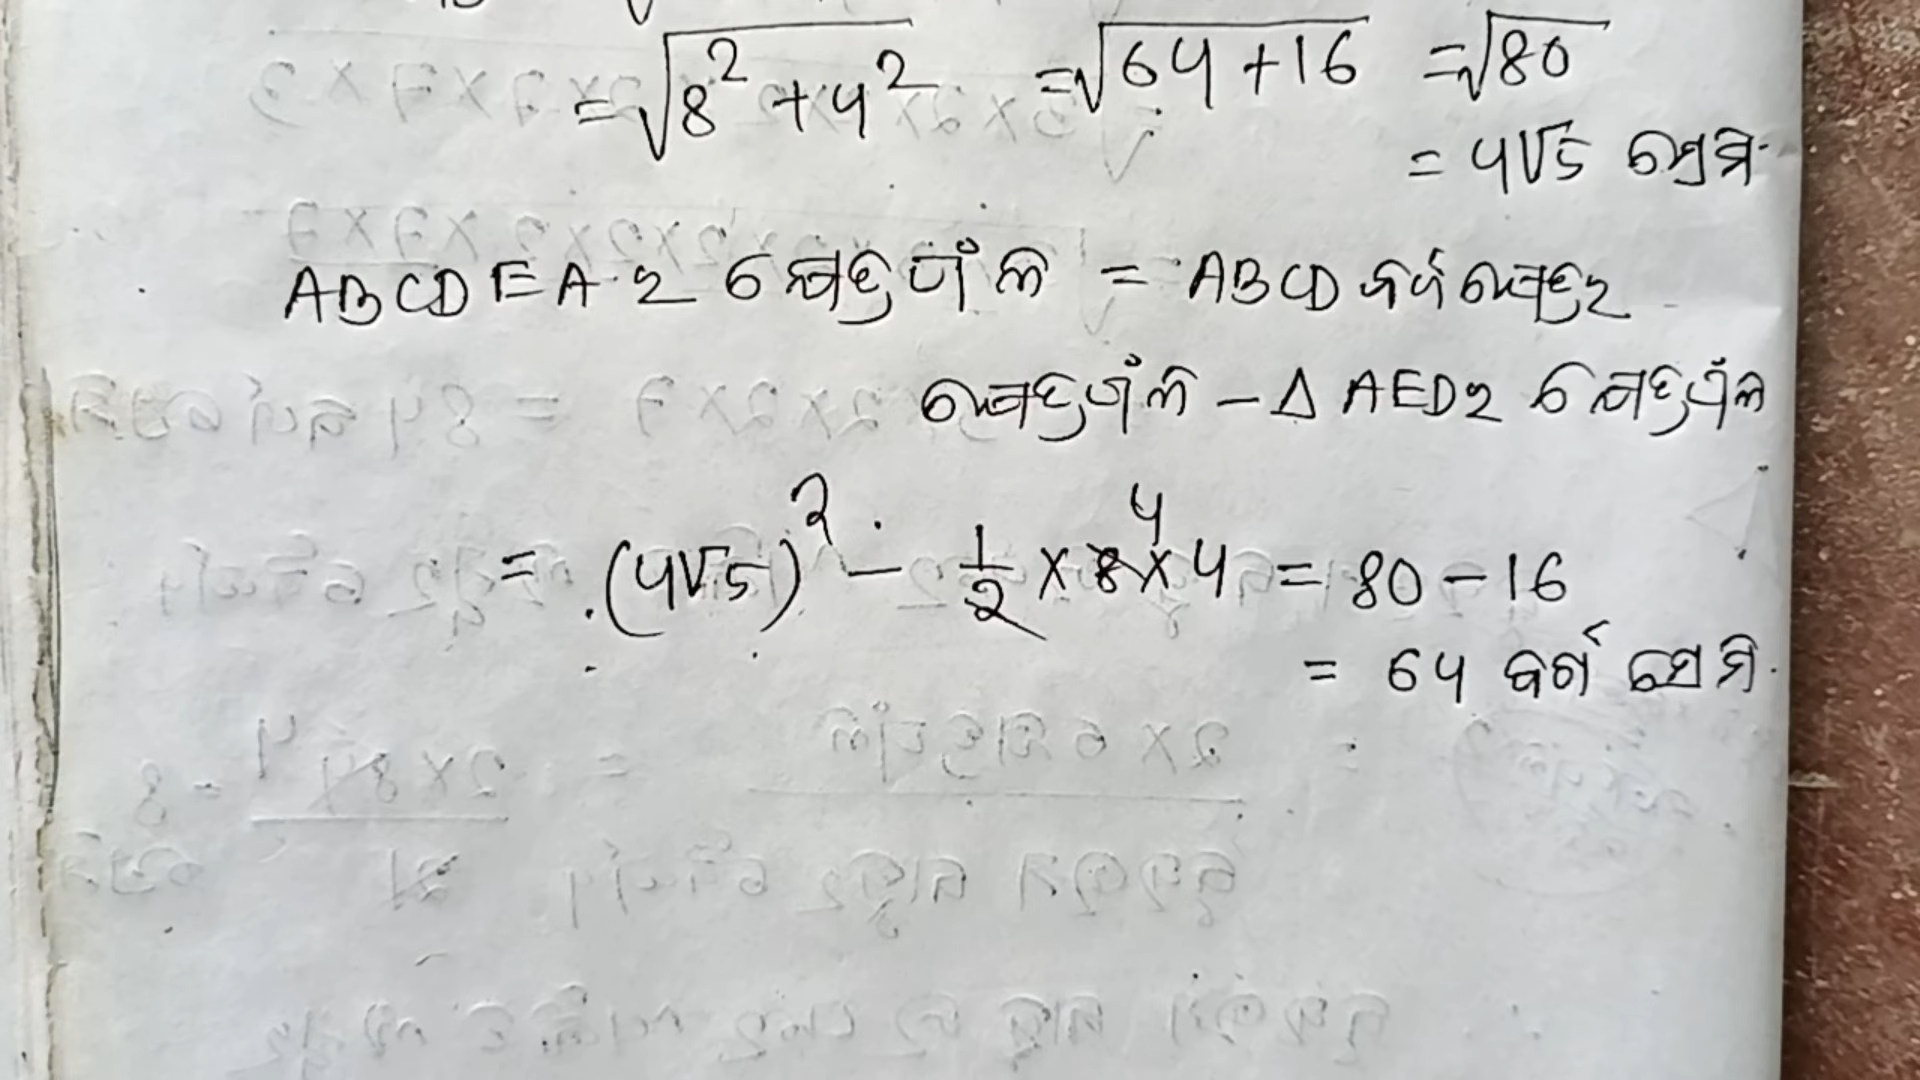 = √8² + 4² = √64 + 16 = √80
= 4√5 ସେମି
ABCDEA ର କ୍ଷେତ୍ରଫଳ = ABCD ବର୍ଗକ୍ଷେତ୍ରର
କ୍ଷେତ୍ରଫଳ - Δ AED ର କ୍ଷେତ୍ରଫଳ
= (4√5)² - 1/2 × 8 4 × 4 = 80 - 16
= 64 ବର୍ଗ ସେମି.